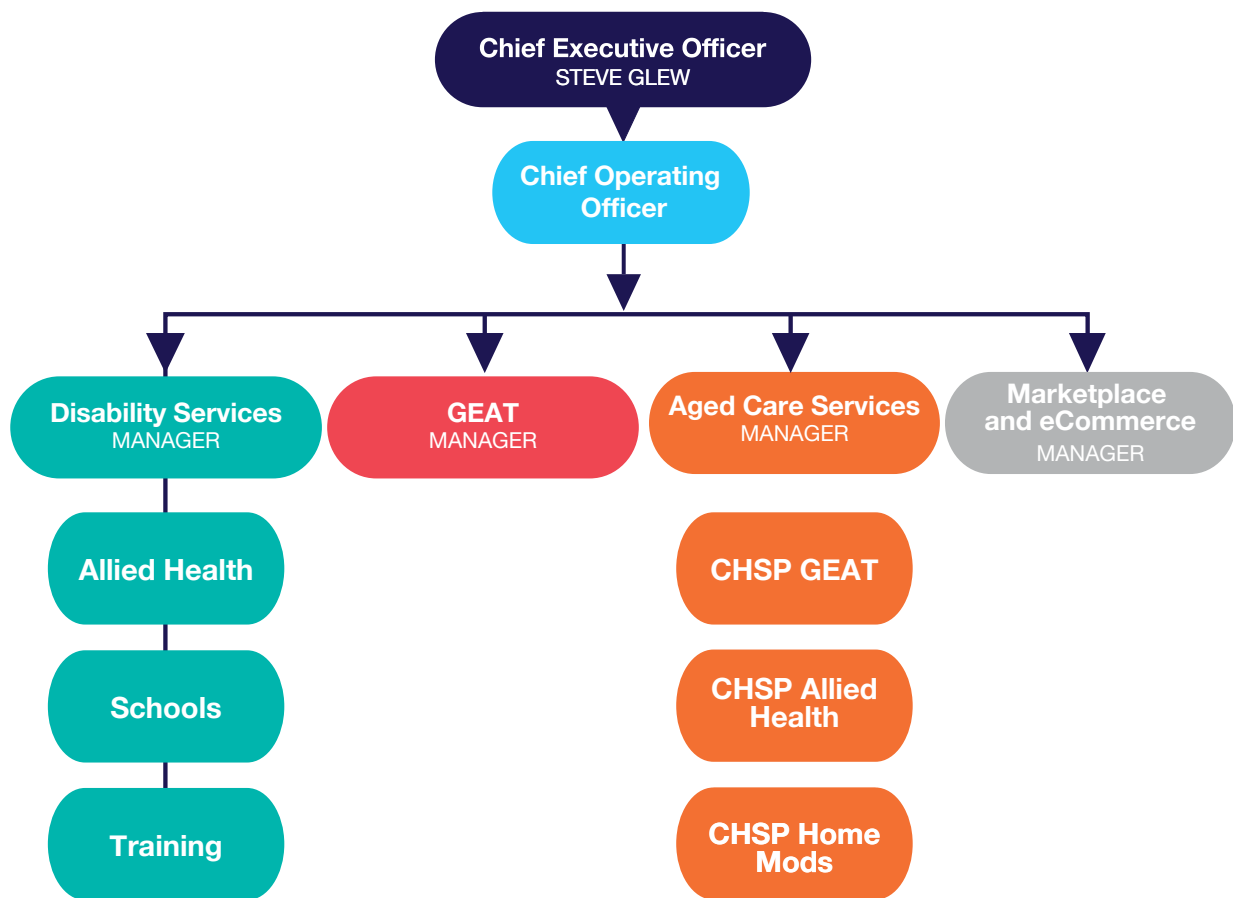 Chief Executive Officer
STEVE GLEW
Chief Operating
Officer
Disability Services
MANAGER
GEAT
MANAGER
Aged Care Services
MANAGER
Marketplace
and eCommerce
MANAGER
Allied Health
CHSP GEAT
Schools
CHSP Allied
Health
Training
CHSP Home
Mods